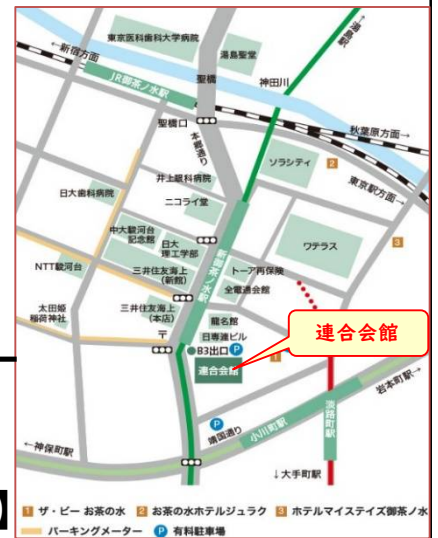 東京医科歯科大学病院
湯島聖堂
→湯島駅
←新宿方面
聖橋
神田川
JR御茶ノ水駅
聖橋口
本郷通り
秋葉原方面→
ソラシティ
2
東京駅方面→
井上眼科病院
日大歯科病院
ニコライ堂
中大駿河台
記念館
日大
理工学部
新御茶ノ水駅
ワテラス
3
NTT駿河台
三井住友海上
(新館)
トーア再保険
全電通会館
太田姫
稲荷神社
三井住友海上
(本店)
龍名館
日専連ビル
連合会館
〒
B3出口
P
1
連合会館
P
靖国通り
小川町駅
淡路町駅
岩本町駅→
←神保町駅
↓大手町駅
1 ザ・ビー お茶の水 2 お茶の水ホテルジュラク 3 ホテルマイステイズ御茶ノ水
パーキングメーター P 有料駐車場